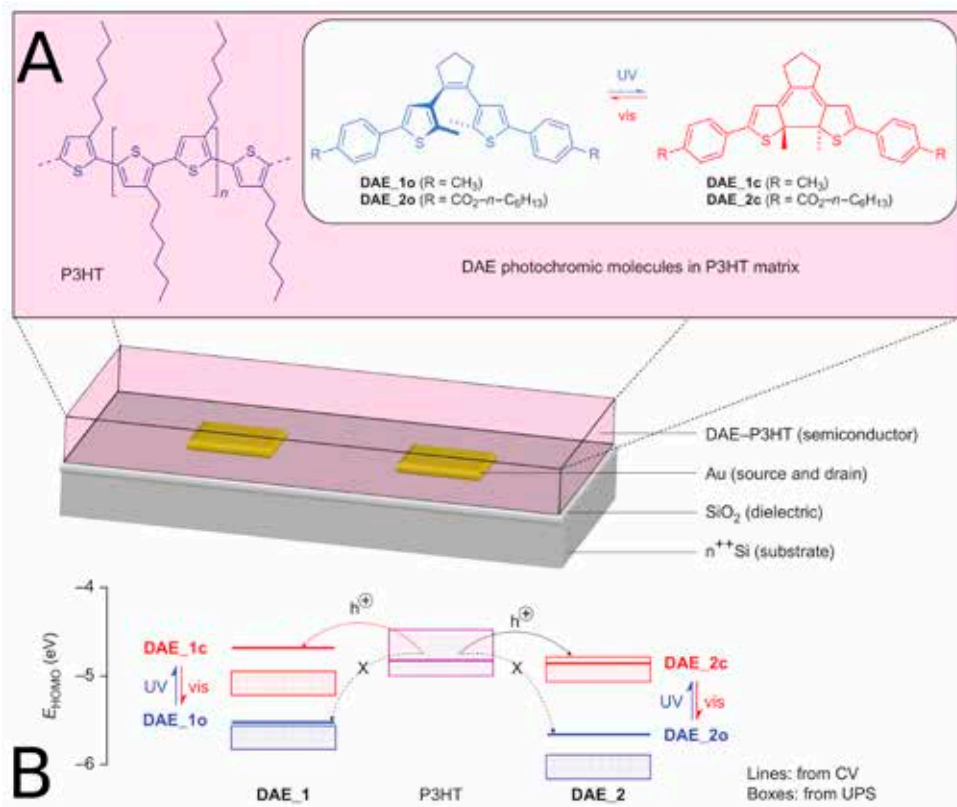 A
UV
vis
S
S
S
S
S
S
S
S
R
R
R
R
n
DAE_1o (R = CH₃)
DAE_2o (R = CO₂–n–C₆H₁₃)
DAE_1c (R = CH₃)
DAE_2c (R = CO₂–n–C₆H₁₃)
P3HT
DAE photochromic molecules in P3HT matrix
DAE–P3HT (semiconductor)
Au (source and drain)
SiO₂ (dielectric)
n⁺⁺Si (substrate)
B
E_HOMO (eV)
–4
–5
–6
h⊕
h⊕
DAE_1c
UV
vis
DAE_1o
X
X
DAE_2c
UV
vis
DAE_2o
DAE_1
P3HT
DAE_2
Lines: from CV
Boxes: from UPS